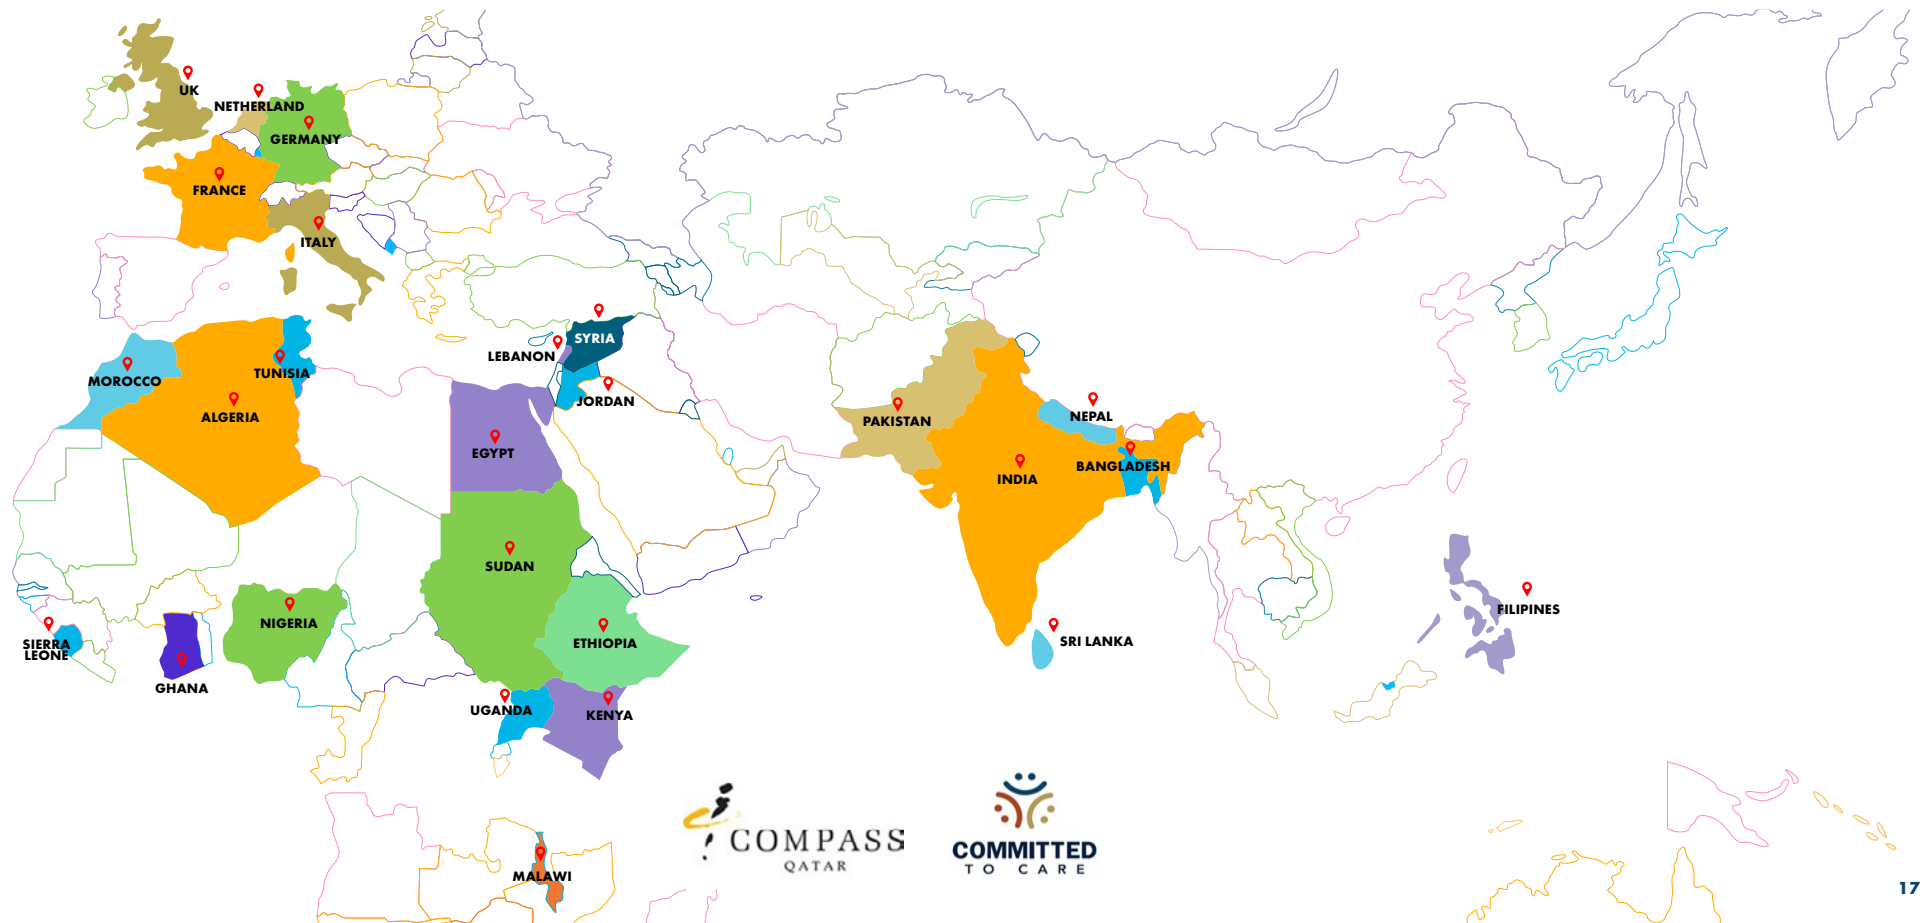 UK
NETHERLAND
GERMANY
FRANCE
ITALY
SYRIA
LEBANON
JORDAN
MOROCCO
TUNISIA
ALGERIA
EGYPT
PAKISTAN
NEPAL
BANGLADESH
INDIA
SUDAN
NIGERIA
ETHIOPIA
SIERRA
LEONE
GHANA
UGANDA
KENYA
SRI LANKA
FILIPINES
MALAWI
COMPASS
QATAR
COMMITTED
TO CARE
17